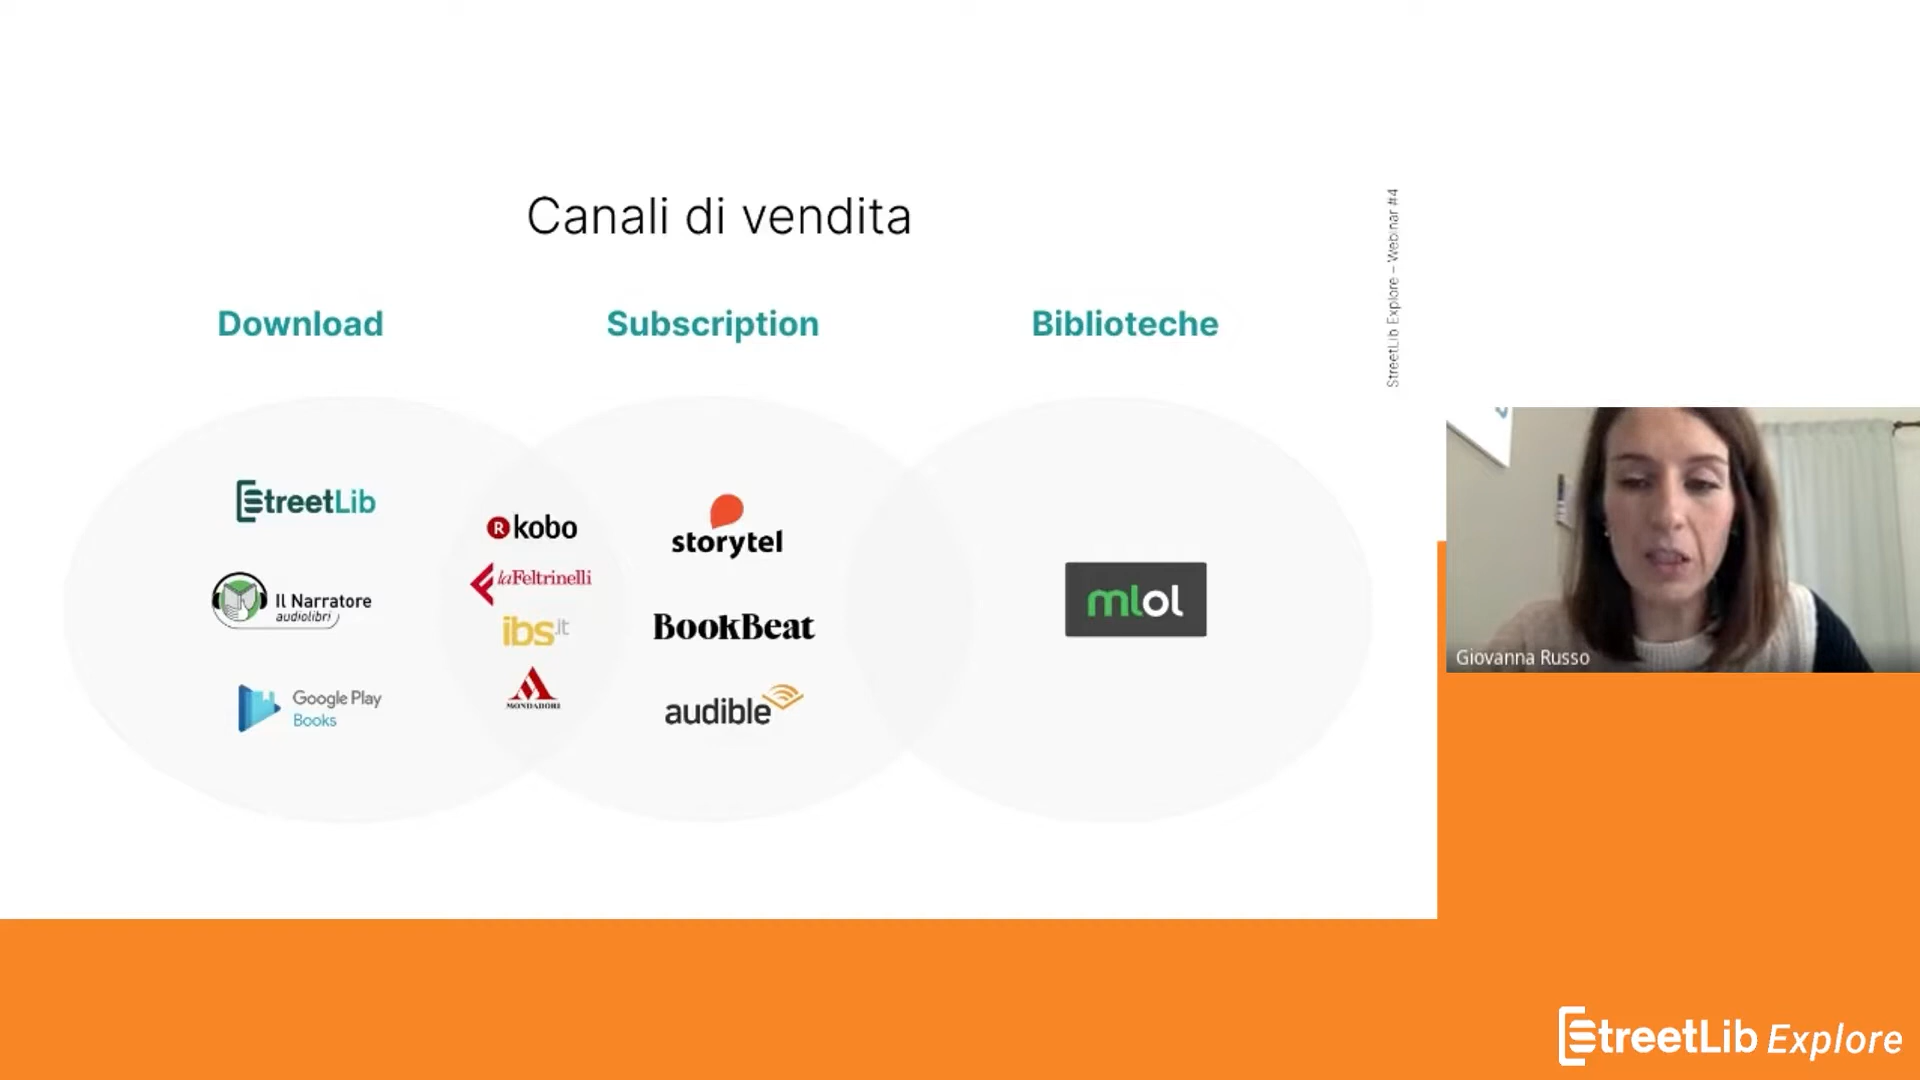 Canali di vendita
StreetLib Explore – Webinar #4
Download
Subscription
Biblioteche
StreetLib
Il Narratore
audiolibri
Google Play
Books
R kobo
laFeltrinelli
ibs.it
MONDADORI
storytel
BookBeat
audible
mlol
Giovanna Russo
StreetLib Explore